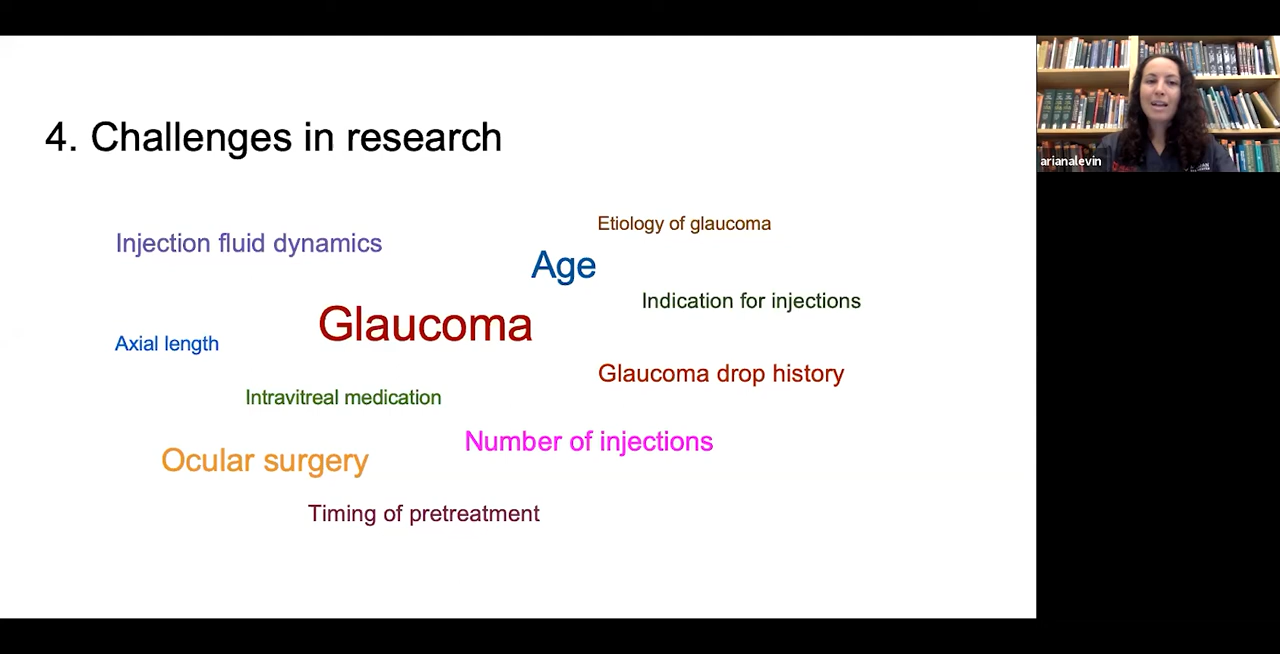 4. Challenges in research
Etiology of glaucoma
Injection fluid dynamics
Age
Indication for injections
Glaucoma
Axial length
Glaucoma drop history
Intravitreal medication
Number of injections
Ocular surgery
Timing of pretreatment
arianalevin